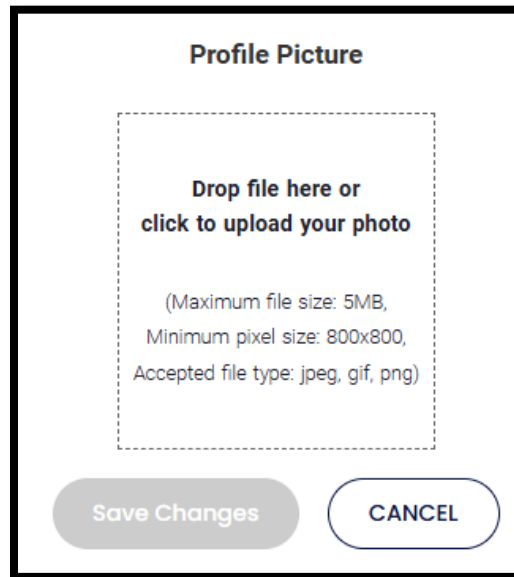 Profile Picture
Drop file here or
click to upload your photo
(Maximum file size: 5MB,
Minimum pixel size: 800x800,
Accepted file type: jpeg, gif, png)
Save Changes
CANCEL